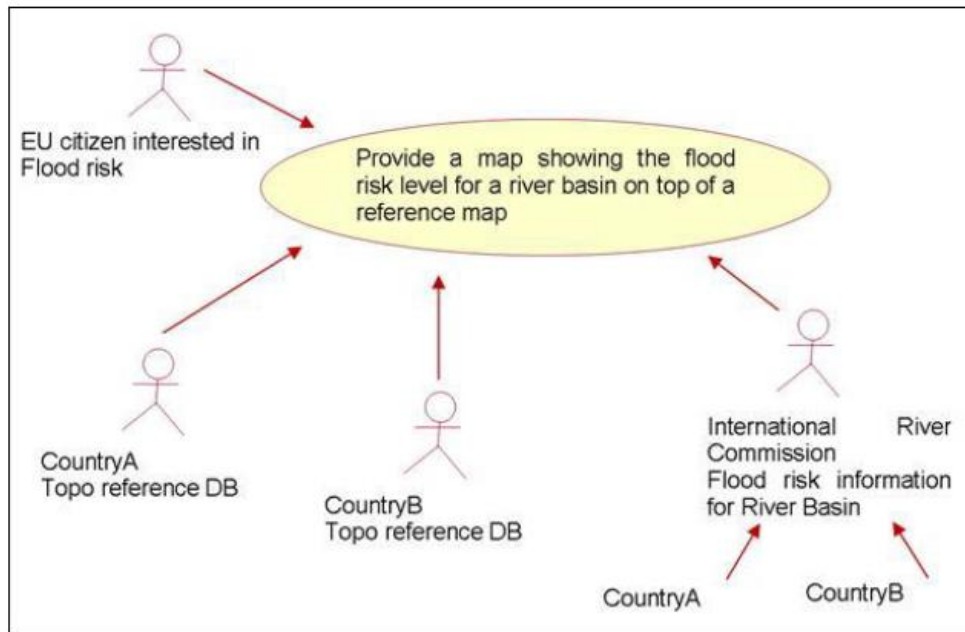 EU citizen interested in
Flood risk
Provide a map showing the flood
risk level for a river basin on top of a
reference map
CountryA
Topo reference DB
CountryB
Topo reference DB
International River
Commission
Flood risk information
for River Basin
CountryA
CountryB